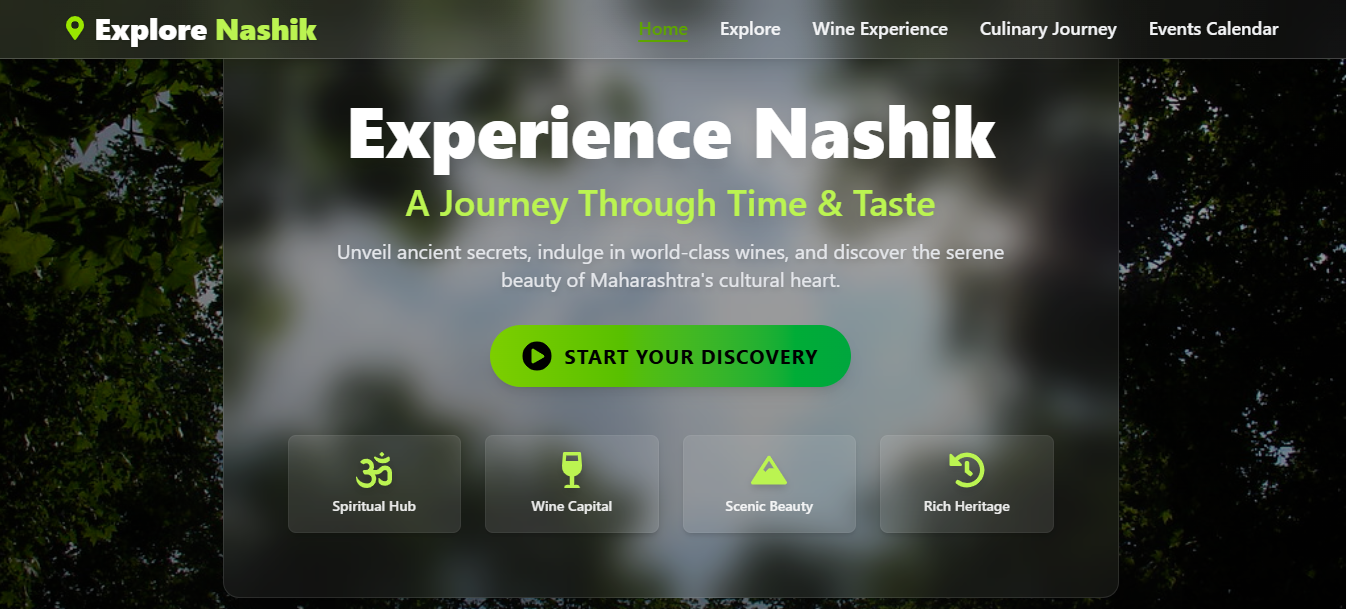 Explore Nashik
Home
Explore
Wine Experience
Culinary Journey
Events Calendar
Experience Nashik
A Journey Through Time & Taste
Unveil ancient secrets, indulge in world-class wines, and discover the serene
beauty of Maharashtra's cultural heart.
START YOUR DISCOVERY
ॐ
Spiritual Hub
Wine Capital
Scenic Beauty
Rich Heritage